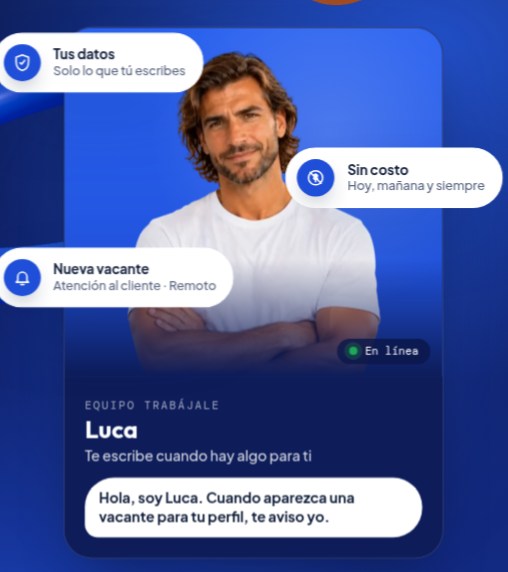 Tus datos
Solo lo que tú escribes
Sin costo
Hoy, mañana y siempre
Nueva vacante
Atención al cliente · Remoto
En línea
EQUIPO TRABÁJALE
Luca
Te escribe cuando hay algo para ti
Hola, soy Luca. Cuando aparezca una
vacante para tu perfil, te aviso yo.